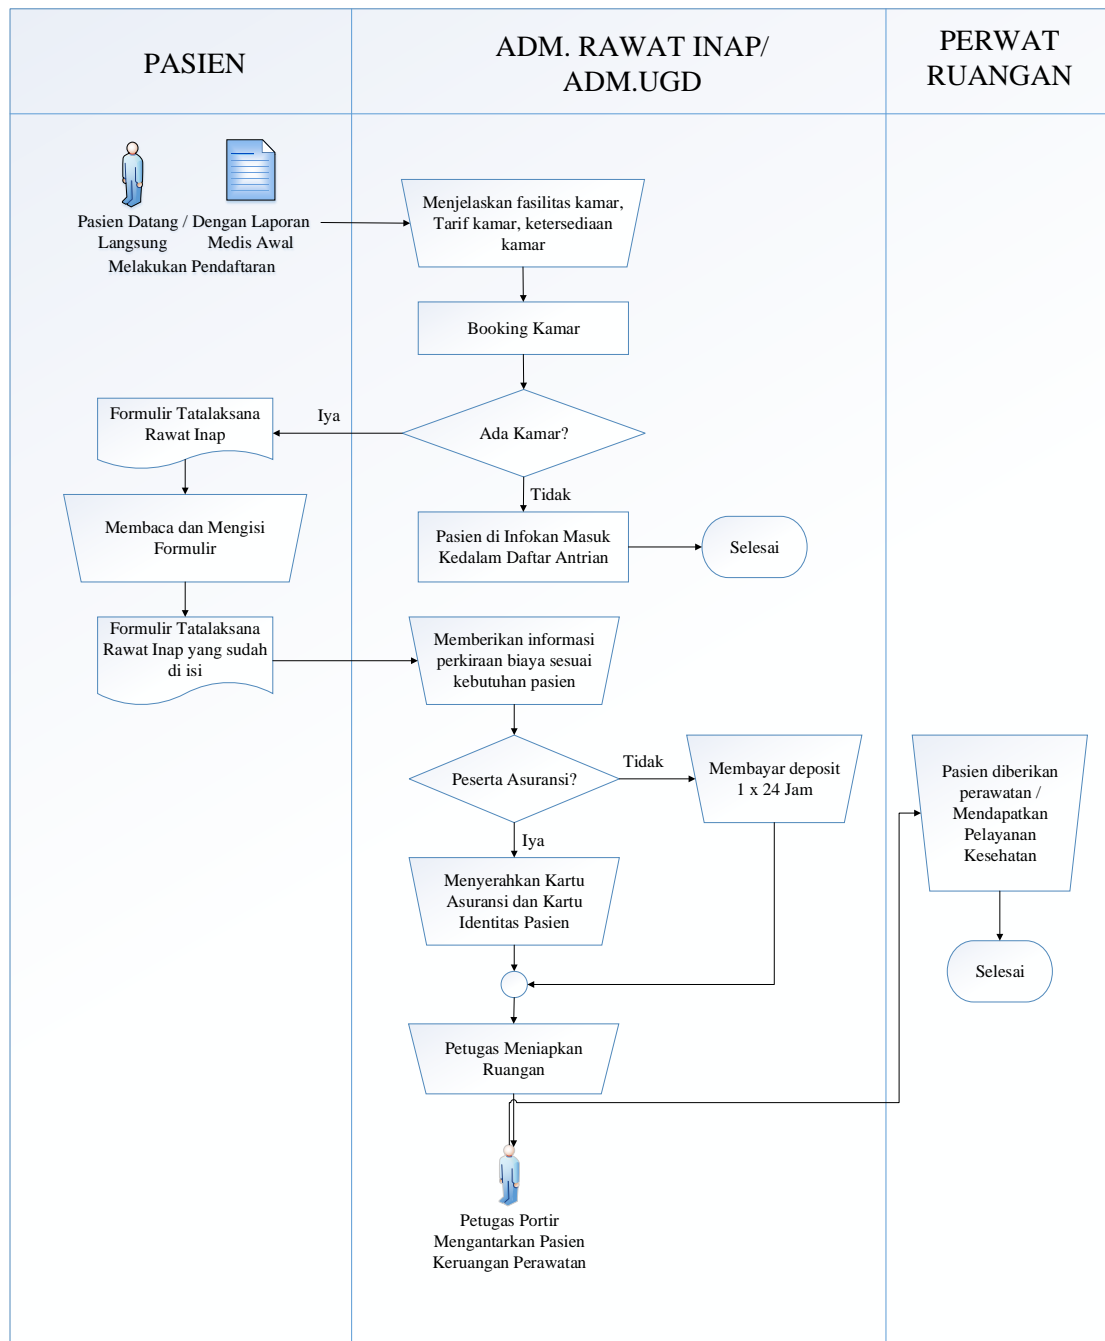 PASIEN
ADM. RAWAT INAP/
ADM.UGD
PERWAT
RUANGAN
Pasien Datang /
Langsung
Dengan Laporan
Medis Awal
Melakukan Pendaftaran
Menjelaskan fasilitas kamar,
Tarif kamar, ketersediaan
kamar
Booking Kamar
Ada Kamar?
Iya
Tidak
Formulir Tatalaksana
Rawat Inap
Membaca dan Mengisi
Formulir
Pasien di Infokan Masuk
Kedalam Daftar Antrian
Selesai
Formulir Tatalaksana
Rawat Inap yang sudah
di isi
Memberikan informasi
perkiraan biaya sesuai
kebutuhan pasien
Peserta Asuransi?
Tidak
Membayar deposit
1 x 24 Jam
Iya
Menyerahkan Kartu
Asuransi dan Kartu
Identitas Pasien
Petugas Meniapkan
Ruangan
Petugas Portir
Mengantarkan Pasien
Keruangan Perawatan
Pasien diberikan
perawatan /
Mendapatkan
Pelayanan
Kesehatan
Selesai